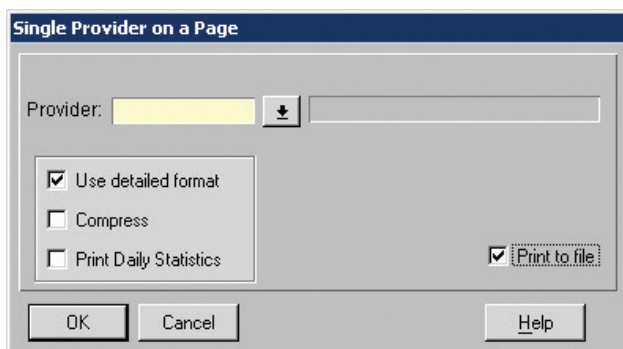 Single Provider on a Page
Provider:
Use detailed format
Compress
Print Daily Statistics
Print to file
OK
Cancel
Help